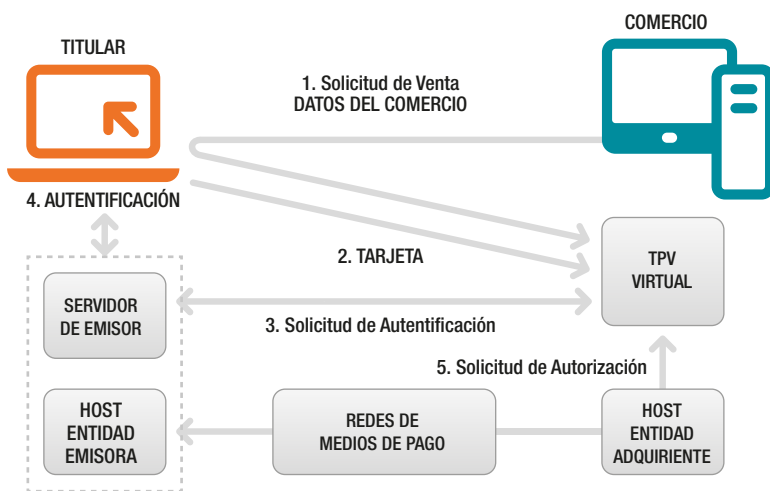 COMERCIO
TITULAR
1. Solicitud de Venta
DATOS DEL COMERCIO
4. AUTENTIFICACIÓN
2. TARJETA
TPV
VIRTUAL
SERVIDOR
DE EMISOR
3. Solicitud de Autentificación
5. Solicitud de Autorización
HOST
ENTIDAD
EMISORA
REDES DE
MEDIOS DE PAGO
HOST
ENTIDAD
ADQUIRIENTE